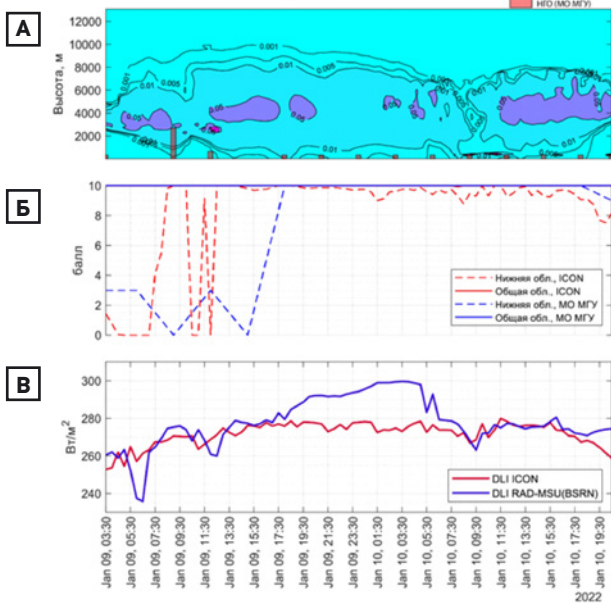 НГО (МО МГУ)
А
Высота, м
12000
10000
8000
6000
4000
2000
0.001
0.005
0.01
0.05
Б
балл
10
8
6
4
2
0
Нижняя обл., ICON
Общая обл., ICON
Нижняя обл., МО МГУ
Общая обл., МО МГУ
В
Вт/м²
300
280
260
240
DLI ICON
DLI RAD-MSU(BSRN)
Jan 09, 03:30
Jan 09, 05:30
Jan 09, 07:30
Jan 09, 09:30
Jan 09, 11:30
Jan 09, 13:30
Jan 09, 15:30
Jan 09, 17:30
Jan 09, 19:30
Jan 09, 21:30
Jan 09, 23:30
Jan 10, 01:30
Jan 10, 03:30
Jan 10, 05:30
Jan 10, 07:30
Jan 10, 09:30
Jan 10, 11:30
Jan 10, 13:30
Jan 10, 15:30
Jan 10, 17:30
Jan 10, 19:30
2022